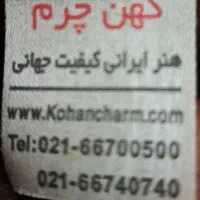 کهن چرم
هنر ایرانی کیفیت جهانی
www.Kohancharm.com
Tel:021-66700500
021-66740740